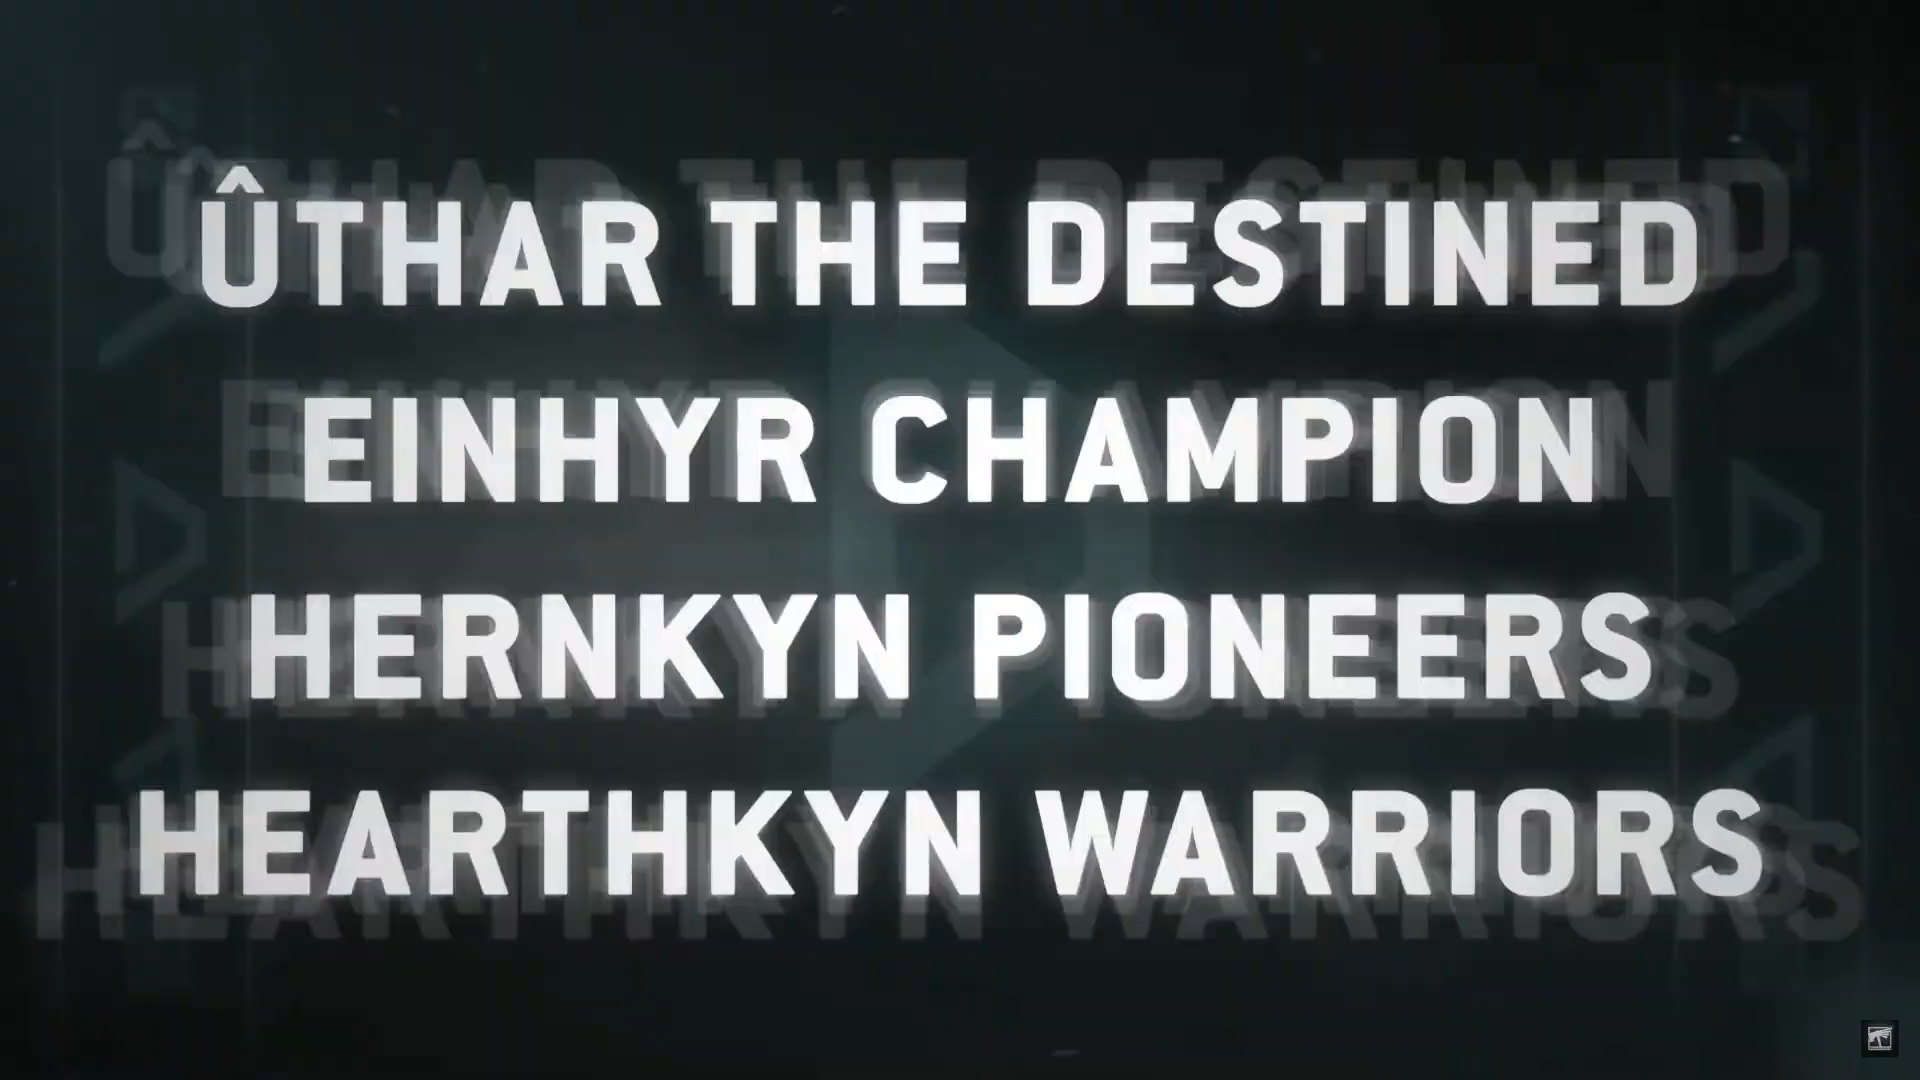 ÛTHAR THE DESTINED
EINHYR CHAMPION
HERNKYN PIONEERS
HEARTHKYN WARRIORS